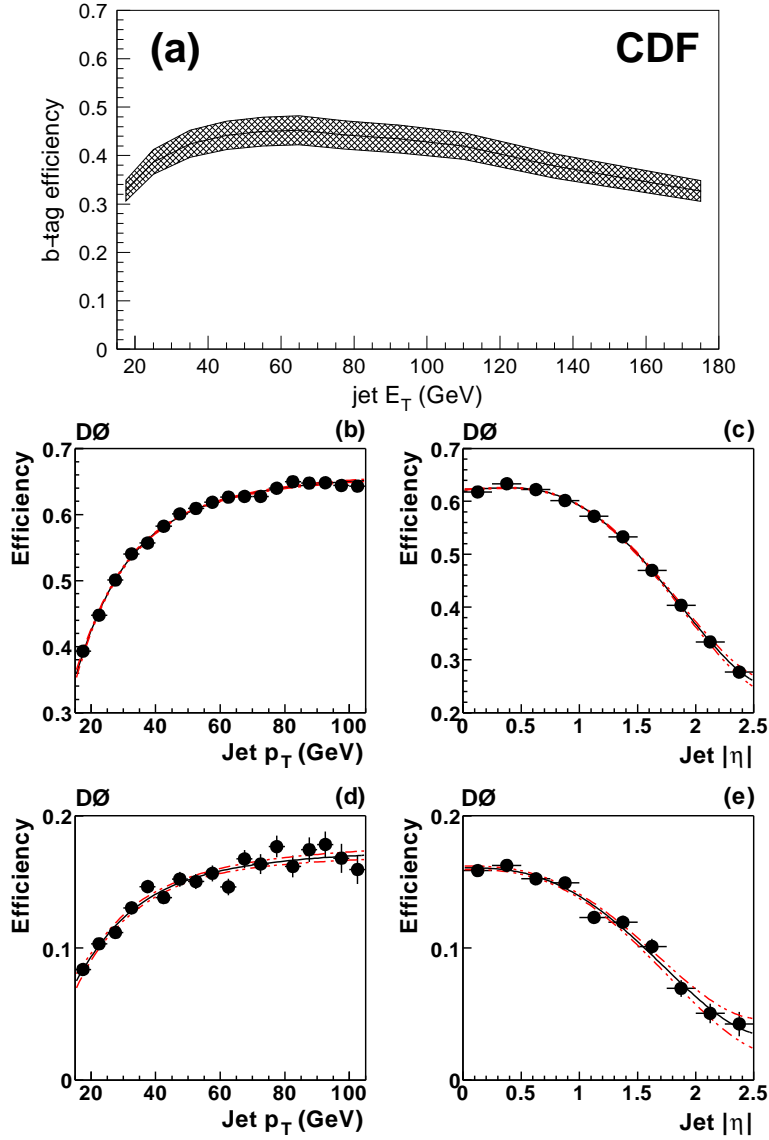 (a) CDF
b-tag efficiency
0.7
0.6
0.5
0.4
0.3
0.2
0.1
0
20 40 60 80 100 120 140 160 180
jet E_T (GeV)
DØ (b)
Efficiency
0.7
0.6
0.5
0.4
0.3
20 40 60 80 100
Jet p_T (GeV)
DØ (c)
Efficiency
0.7
0.6
0.5
0.4
0.3
0.2
0 0.5 1 1.5 2 2.5
Jet |η|
DØ (d)
Efficiency
0.2
0.1
0
20 40 60 80 100
Jet p_T (GeV)
DØ (e)
Efficiency
0.2
0.1
0
0 0.5 1 1.5 2 2.5
Jet |η|